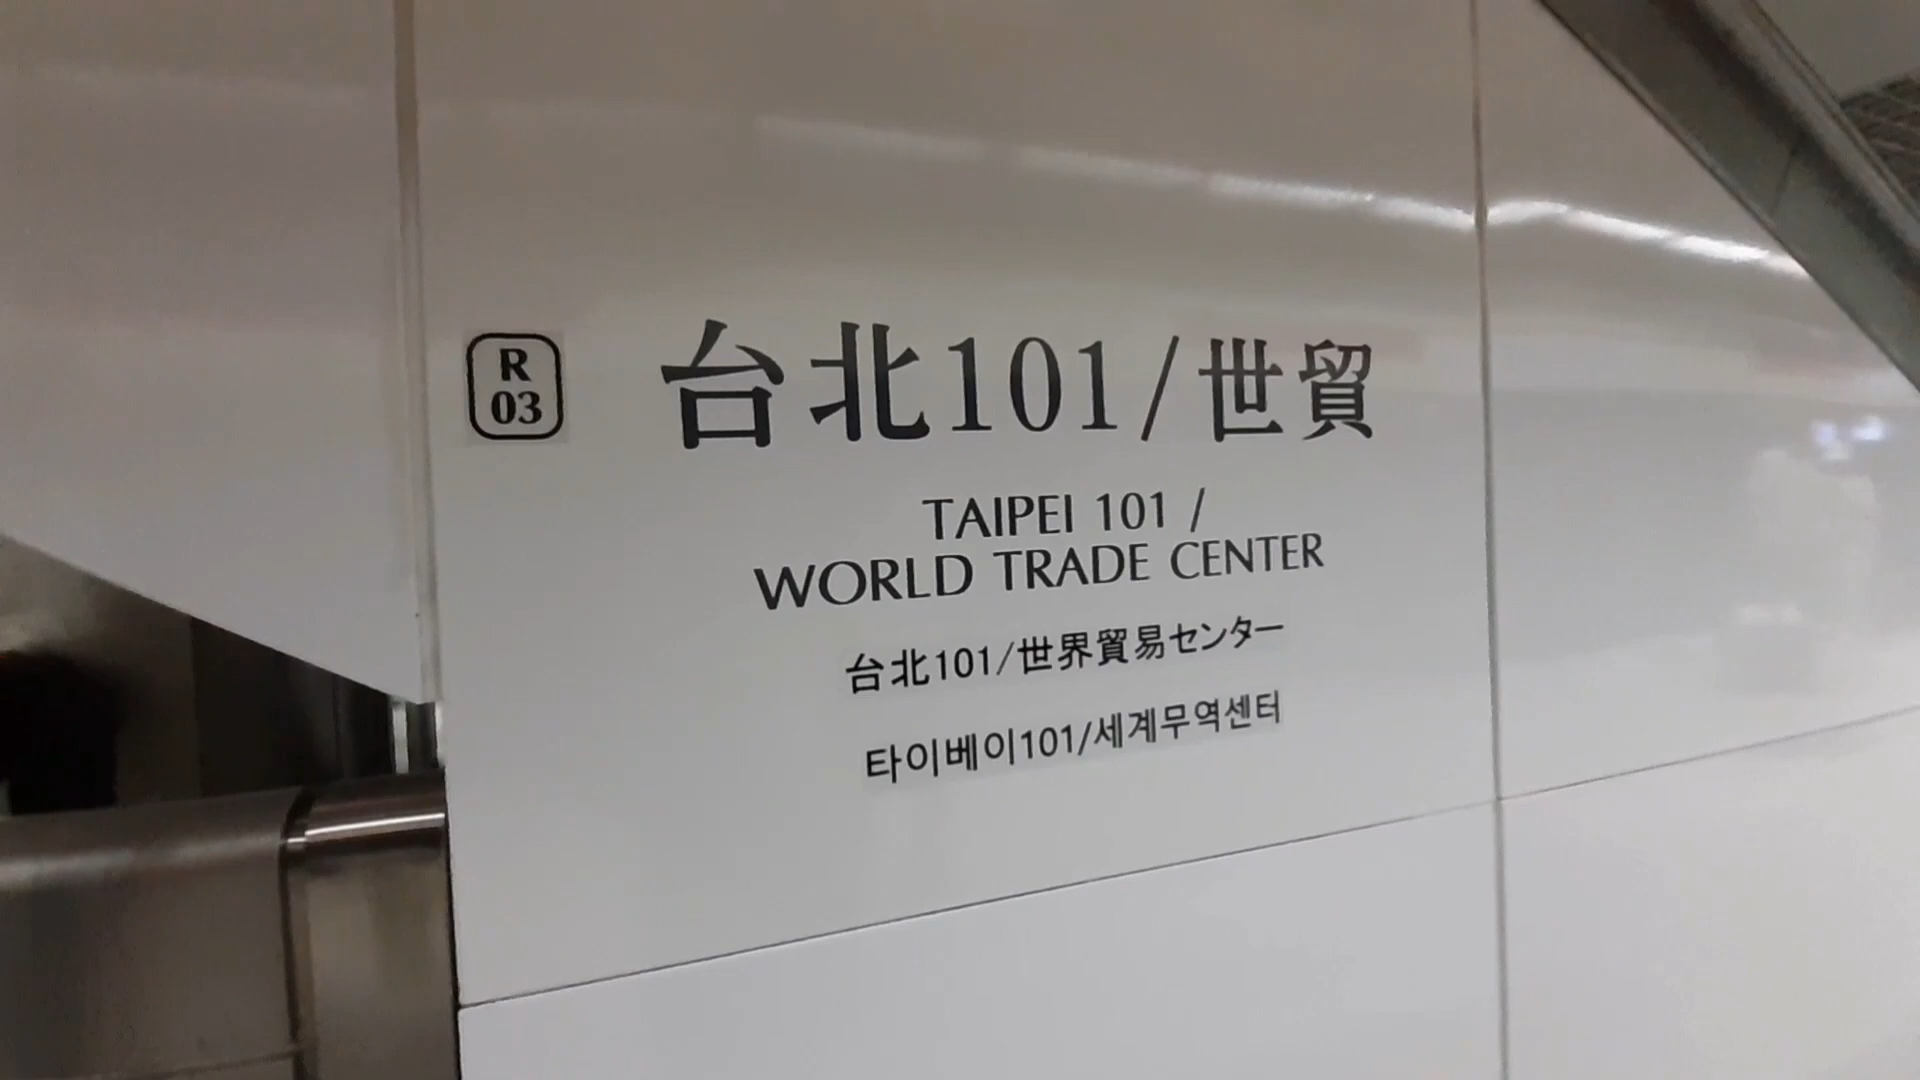 R
03
台北101/世貿
TAIPEI 101 /
WORLD TRADE CENTER
台北101/世界貿易センター
타이베이101/세계무역센터